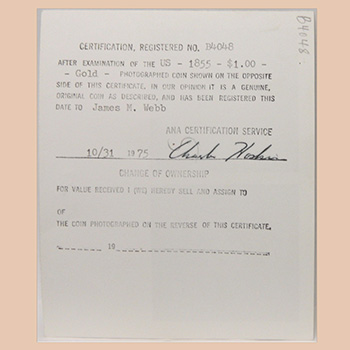 B4048
CERTIFICATION, REGISTERED NO. B4048
AFTER EXAMINATION OF THE US - 1855 - $1.00 -
- Gold - PHOTOGRAPHED COIN SHOWN ON THE OPPOSITE
SIDE OF THIS CERTIFICATE, IN OUR OPINION IT IS A GENUINE,
ORIGINAL COIN AS DESCRIBED, AND HAS BEEN REGISTERED THIS
DATE TO James M. Webb
ANA CERTIFICATION SERVICE
10/31 1975 Charles Hoskins
CHANGE OF OWNERSHIP
FOR VALUE RECEIVED I (WE) HEREBY SELL AND ASSIGN TO
OF
THE COIN PHOTOGRAPHED ON THE REVERSE OF THIS CERTIFICATE.
19